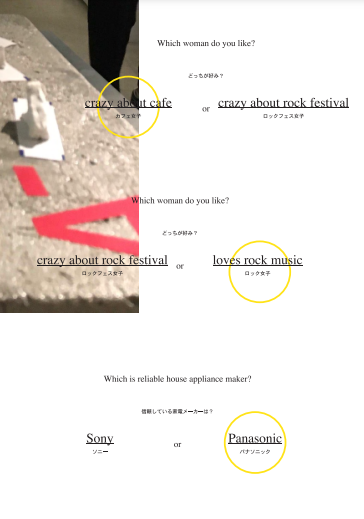 Which woman do you like?
どっちが好み？
crazy about cafe or crazy about rock festival
カフェ女子 ロックフェス女子
Which woman do you like?
どっちが好み？
crazy about rock festival or loves rock music
ロックフェス女子 ロック女子
Which is reliable house appliance maker?
信頼している家電メーカーは？
Sony or Panasonic
ソニー パナソニック